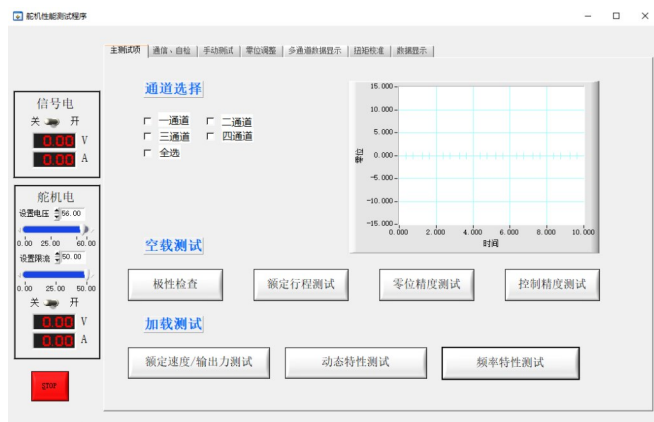 舵机性能测试程序
主测试项 通信、自检 手动测试 零位调整 多通道数据显示 扭矩校准 数据显示
信号电
关 开
0.00 V
0.00 A
舵机电
设置电压 56.00
0.00 25.00 60.00
设置限流 50.00
0.00 25.00 50.00
关 开
0.00 V
0.00 A
STOP
通道选择
一通道 二通道
三通道 四通道
全选
零位
15.000
10.000
5.000
0.000
-5.000
-10.000
-15.000
0.000 2.000 4.000 6.000 8.000 10.000
时间
空载测试
极性检查 额定行程测试 零位精度测试 控制精度测试
加载测试
额定速度/输出力测试 动态特性测试 频率特性测试